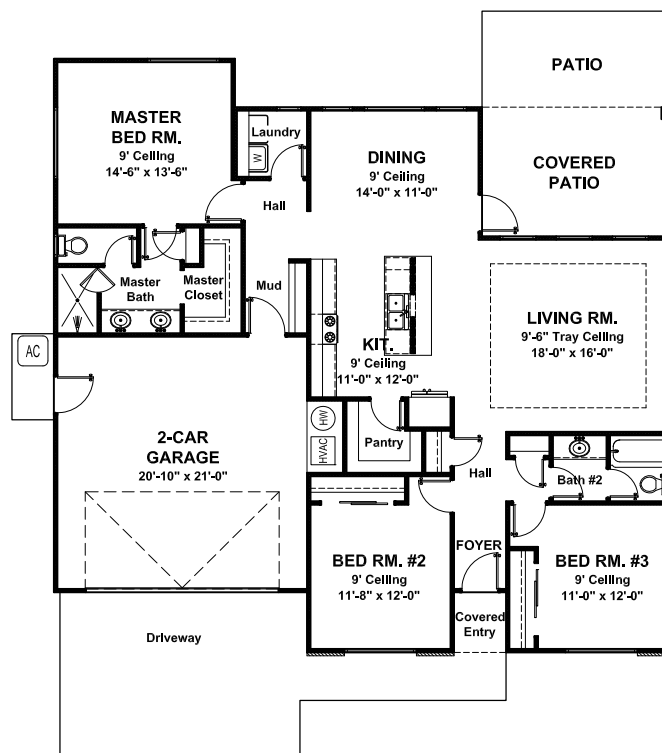 PATIO
MASTER
BED RM.
9' Ceiling
14'-6" x 13'-6"
Laundry
W
DINING
9' Ceiling
14'-0" x 11'-0"
COVERED
PATIO
Hall
Master
Bath
Master
Closet
Mud
LIVING RM.
9'-6" Tray Ceiling
18'-0" x 16'-0"
AC
KIT.
9' Ceiling
11'-0" x 12'-0"
2-CAR
GARAGE
20'-10" x 21'-0"
HW
HVAC
Pantry
Hall
Bath #2
FOYER
BED RM. #2
9' Ceiling
11'-8" x 12'-0"
BED RM. #3
9' Ceiling
11'-0" x 12'-0"
Covered
Entry
Driveway